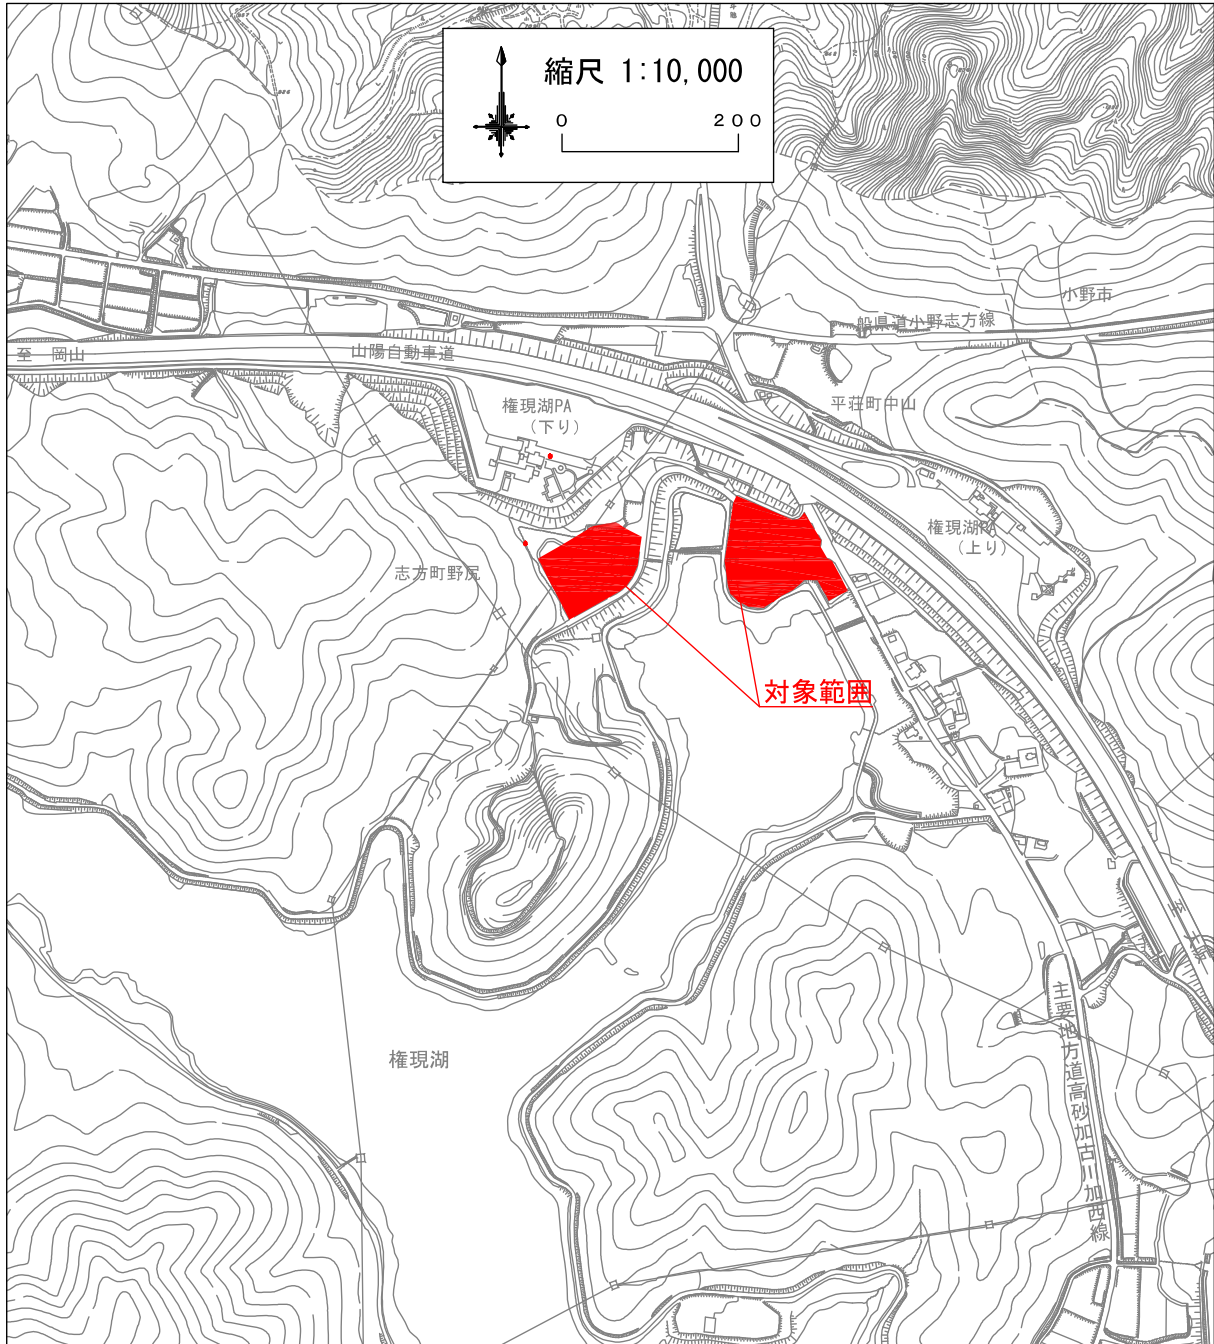 縮尺 1:10,000
0 200
小野市
一般県道小野志方線
至 岡山
山陽自動車道
権現湖PA
(下り)
平荘町中山
権現湖PA
(上り)
志方町野尻
対象範囲
権現湖
主要地方道高砂加古川加西線